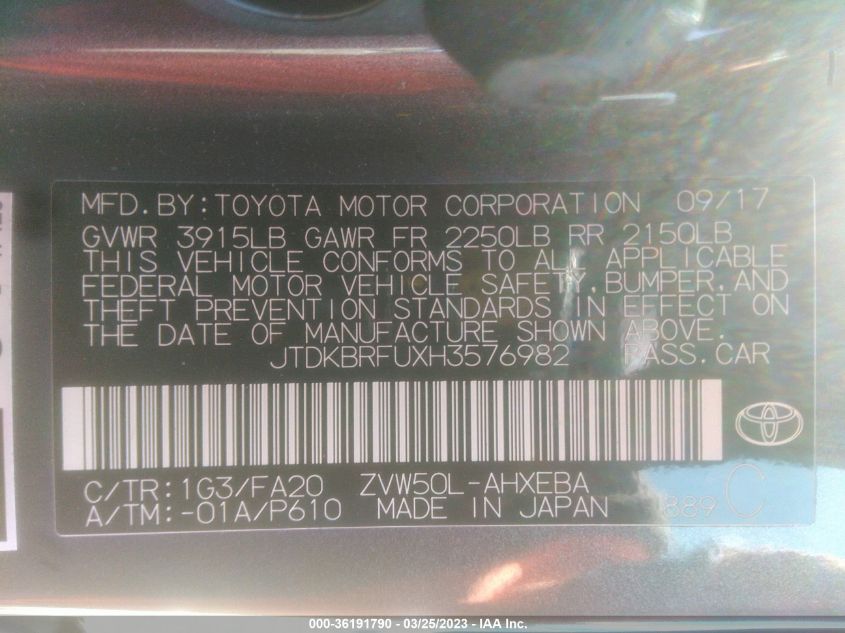 MFD.BY:TOYOTA MOTOR CORPORATION 09/17
GVWR 3915LB GAWR FR 2250LB RR 2150LB
THIS VEHICLE CONFORMS TO ALL APPLICABLE
FEDERAL MOTOR VEHICLE SAFETY,BUMPER,AND
THEFT PREVENTION STANDARDS IN EFFECT ON
THE DATE OF MANUFACTURE SHOWN ABOVE.
JTDKBRFUXH3576982 PASS.CAR
C/TR:1G3/FA20 ZVW50L-AHXEBA
A/TM:-01A/P610 MADE IN JAPAN 889 C
000-36191790 - 03/25/2023 - IAA Inc.